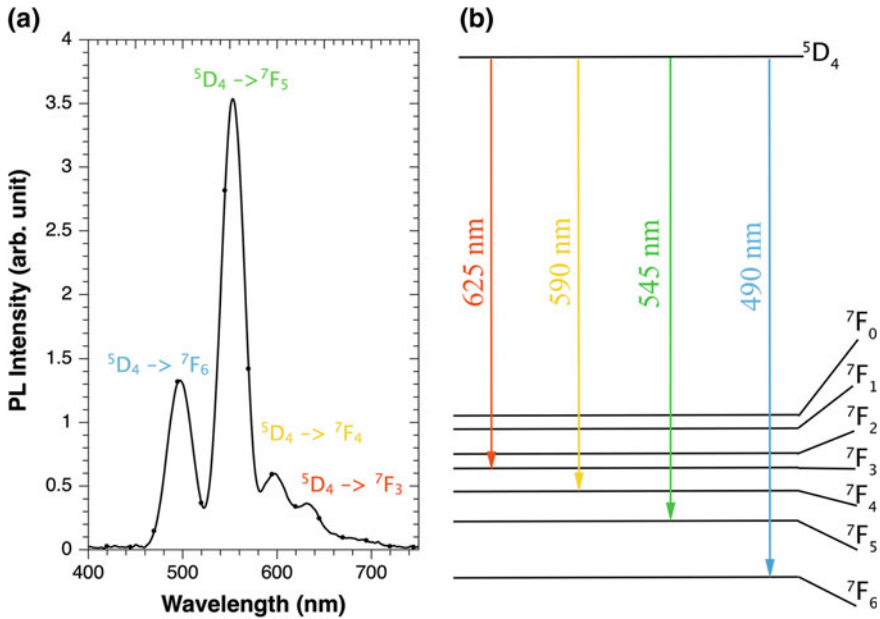 (a)
4
3.5
3
2.5
2
1.5
1
0.5
0
PL Intensity (arb. unit)
⁵D₄ –> ⁷F₅
⁵D₄ –> ⁷F₆
⁵D₄ –> ⁷F₄
⁵D₄ –> ⁷F₃
400 500 600 700
Wavelength (nm)
(b)
⁵D₄
625 nm
590 nm
545 nm
490 nm
⁷F₀
⁷F₁
⁷F₂
⁷F₃
⁷F₄
⁷F₅
⁷F₆